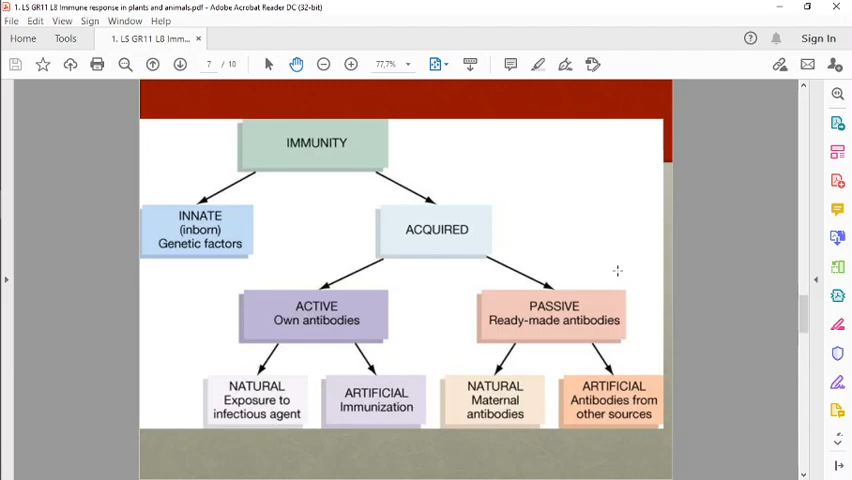 1. LS GR11 L8 Immune response in plants and animals.pdf - Adobe Acrobat Reader DC (32-bit)
File Edit View Sign Window Help
Home Tools 1. LS GR11 L8 Imm... × Sign In
7 / 10 77,7%
IMMUNITY
INNATE
(inborn)
Genetic factors
ACQUIRED
ACTIVE
Own antibodies
PASSIVE
Ready-made antibodies
NATURAL
Exposure to
infectious agent
ARTIFICIAL
Immunization
NATURAL
Maternal
antibodies
ARTIFICIAL
Antibodies from
other sources